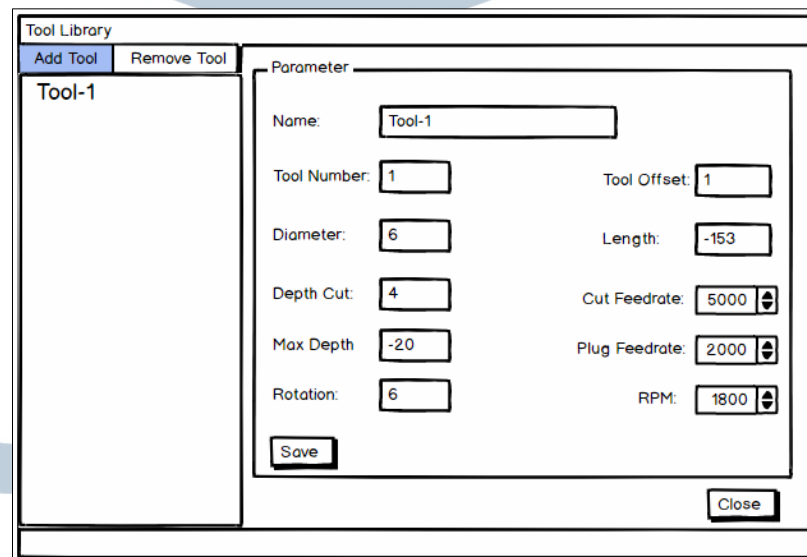 Tool Library
Add Tool Remove Tool
Tool-1
Parameter
Name: Tool-1
Tool Number: 1 Tool Offset: 1
Diameter: 6 Length: -153
Depth Cut: 4 Cut Feedrate: 5000
Max Depth -20 Plug Feedrate: 2000
Rotation: 6 RPM: 1800
Save
Close